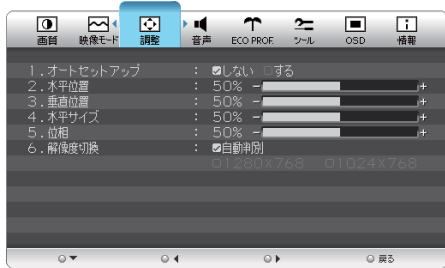 画質 映像モード 調整 音声 ECO PROF. ツール OSD 情報
1.オートセットアップ : ☑しない □する
2.水平位置 : 50% - +
3.垂直位置 : 50% - +
4.水平サイズ : 50% - +
5.位相 : 50% - +
6.解像度切換 : ☑自動判別
□1280X768 □1024X768
○▼ ○◀ ○▶ ○戻る